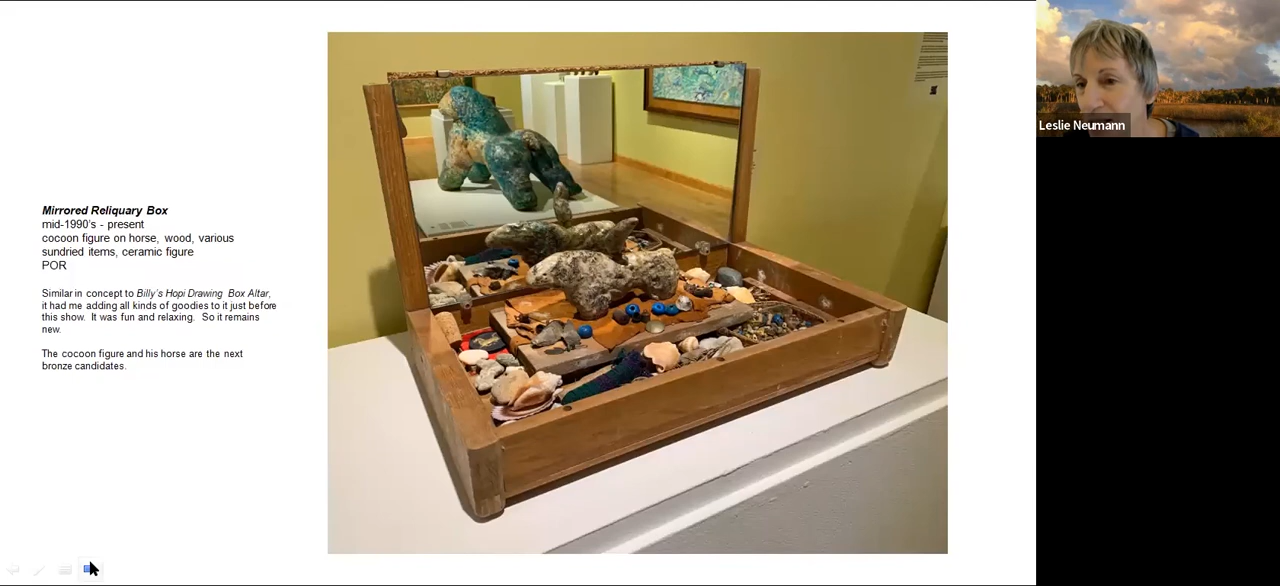 Mirrored Reliquary Box
mid-1990's - present
cocoon figure on horse, wood, various
sundried items, ceramic figure
POR
Similar in concept to Billy's Hopi Drawing Box Altar,
it had me adding all kinds of goodies to it just before
this show. It was fun and relaxing. So it remains
new.
The cocoon figure and his horse are the next
bronze candidates.
Leslie Neumann